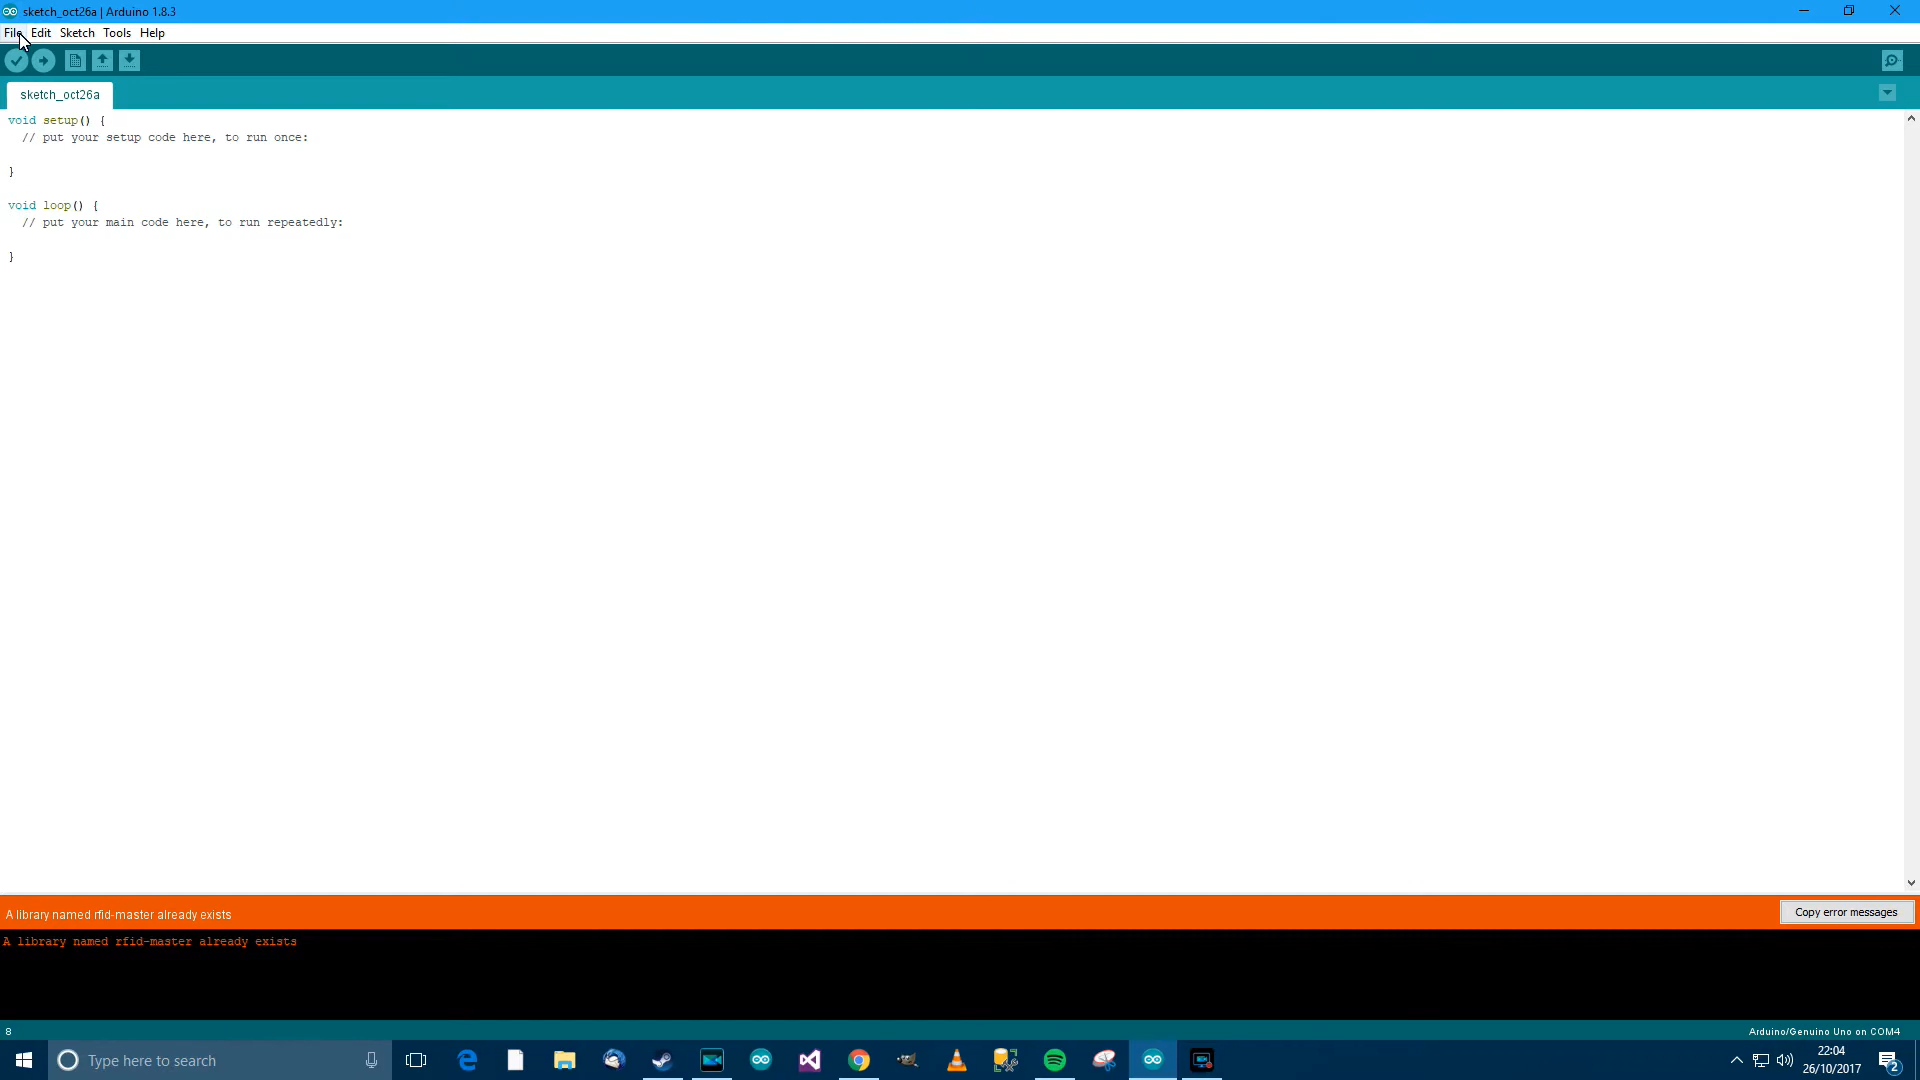 sketch_oct26a | Arduino 1.8.3
File Edit Sketch Tools Help
sketch_oct26a
void setup() {
// put your setup code here, to run once:
}
void loop() {
// put your main code here, to run repeatedly:
}
A library named rfid-master already exists
Copy error messages
A library named rfid-master already exists
8
Arduino/Genuino Uno on COM4
Type here to search
22:04
26/10/2017
2